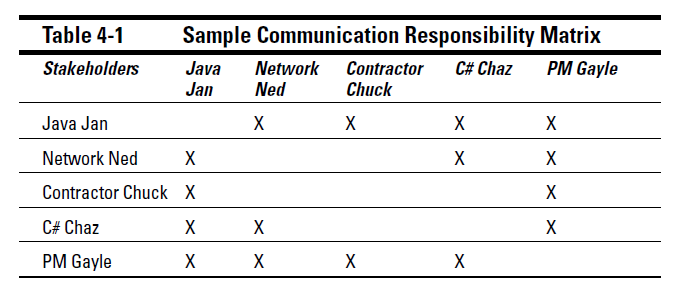 Table 4-1 Sample Communication Responsibility Matrix
Stakeholders Java Jan Network Ned Contractor Chuck C# Chaz PM Gayle
Java Jan X X X X
Network Ned X X X
Contractor Chuck X X
C# Chaz X X X
PM Gayle X X X X